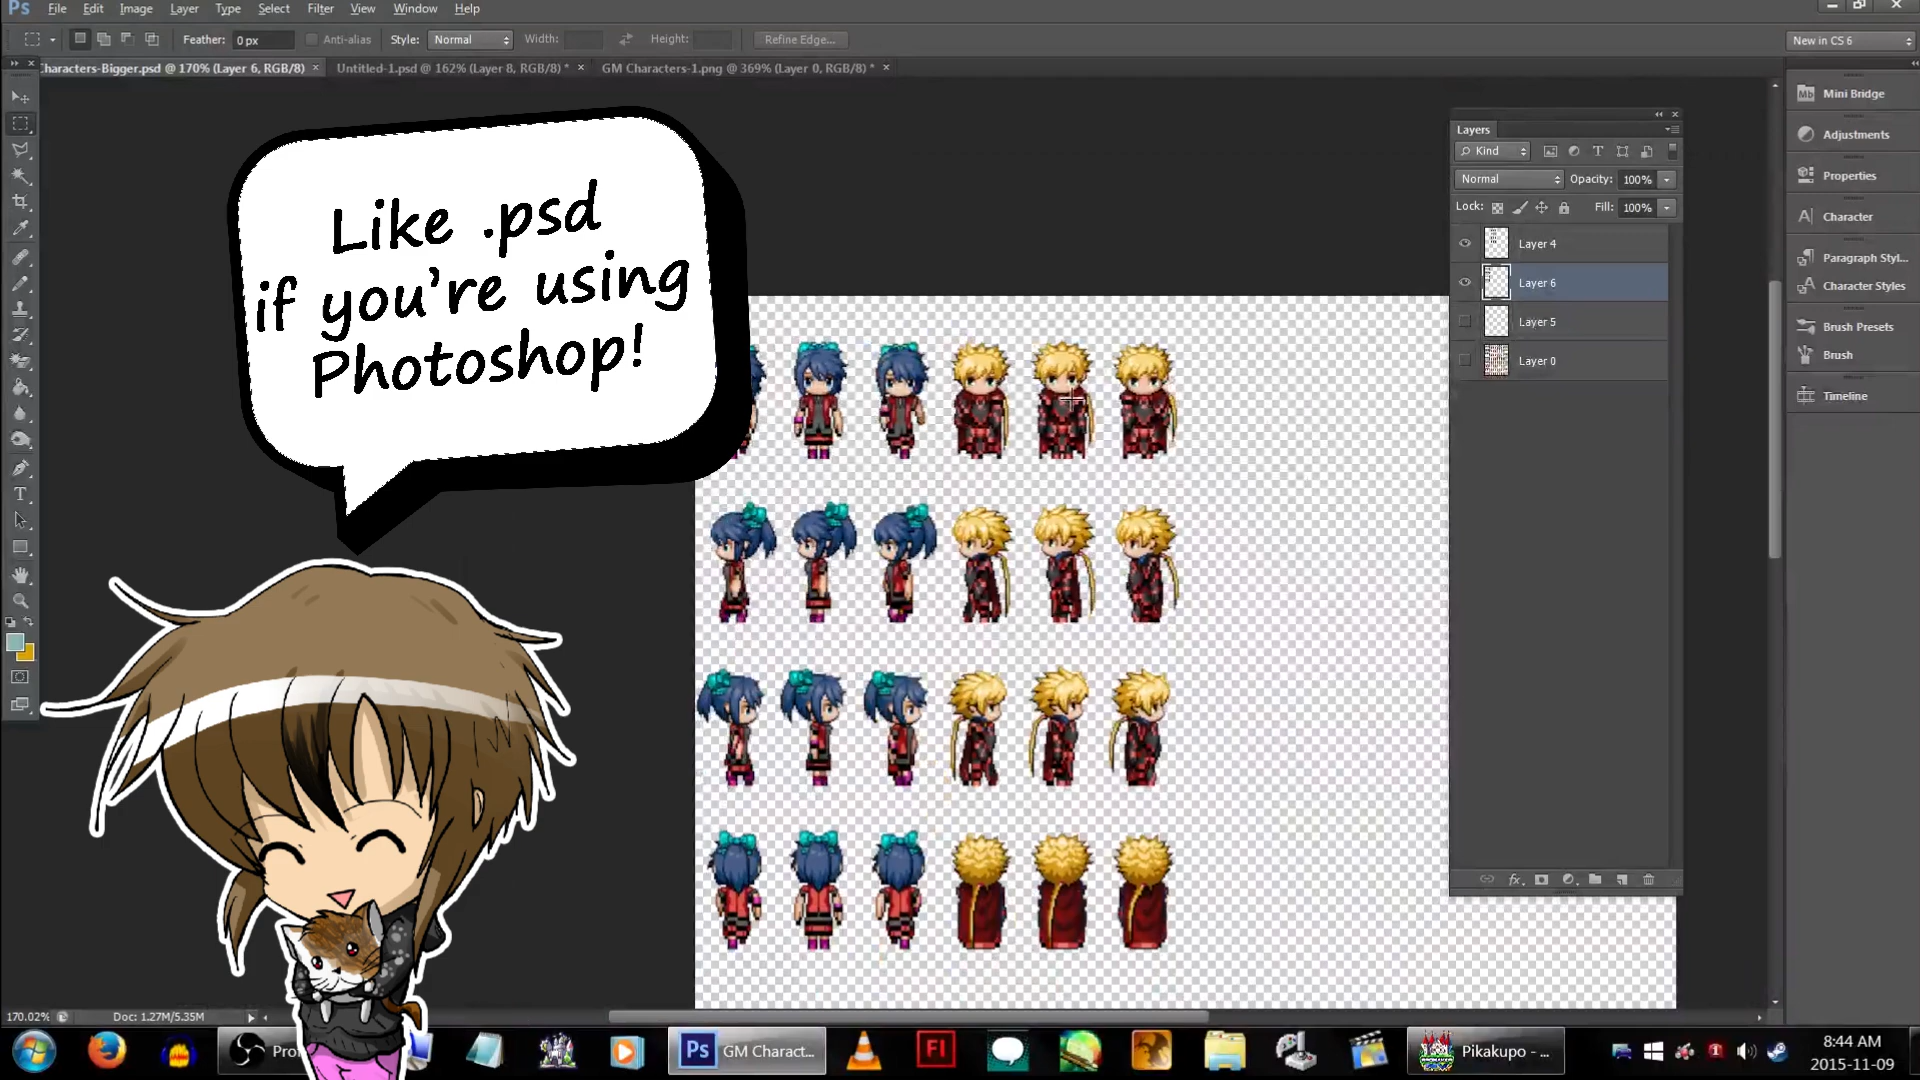 Ps File Edit Image Layer Type Select Filter View Window Help
Feather: 0 px Anti-alias Style: Normal Width: Height: Refine Edge... New in CS 6
Characters-Bigger.psd @ 170% (Layer 6, RGB/8) Untitled-1.psd @ 162% (Layer 8, RGB/8) * GM Characters-1.png @ 369% (Layer 0, RGB/8) *
Like .psd
if you're using
Photoshop!
Layers
Kind
Normal Opacity: 100%
Lock: Fill: 100%
Layer 4
Layer 6
Layer 5
Layer 0
Mb Mini Bridge
Adjustments
Properties
Character
Paragraph Styl...
Character Styles
Brush Presets
Brush
Timeline
170.02% Doc: 1.27M/5.35M
Ps GM Charact...
Fl
Pikakupo - ...
8:44 AM
2015-11-09